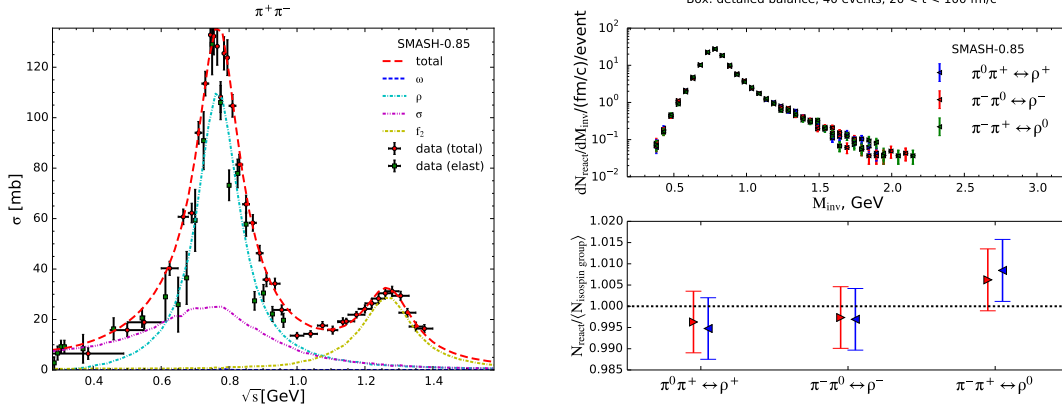 π⁺π⁻
σ [mb]
120
100
80
60
40
20
0
0.4 0.6 0.8 1.0 1.2 1.4
√s[GeV]
SMASH-0.85
total
ω
ρ
σ
f₂
data (total)
data (elast)
Box: detailed balance, 40 events, 20 < t < 100 fm/c
dN_react/dM_inv/(fm/c)/event
10²
10¹
10⁰
10⁻¹
10⁻²
0.5 1.0 1.5 2.0 2.5 3.0
M_inv, GeV
SMASH-0.85
π⁰π⁺ ↔ ρ⁺
π⁻π⁰ ↔ ρ⁻
π⁻π⁺ ↔ ρ⁰
N_react/⟨N_isospin group⟩
1.020
1.015
1.010
1.005
1.000
0.995
0.990
0.985
π⁰π⁺ ↔ ρ⁺ π⁻π⁰ ↔ ρ⁻ π⁻π⁺ ↔ ρ⁰